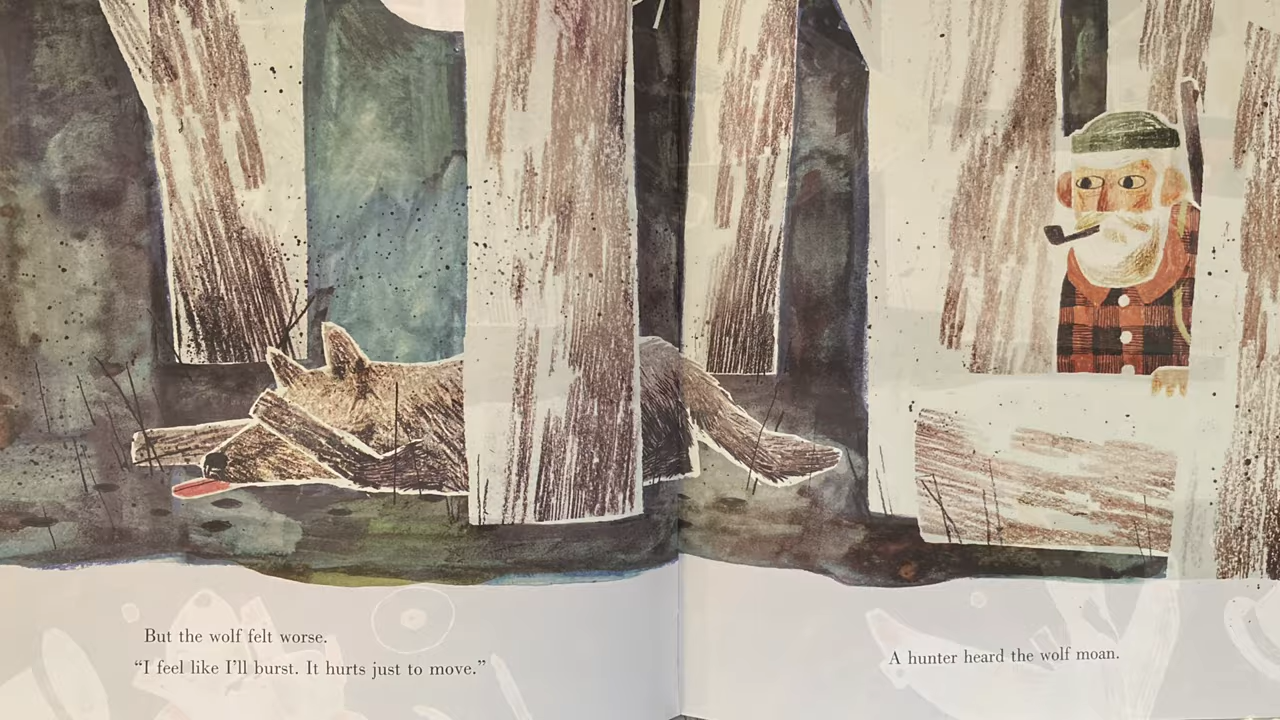 But the wolf felt worse.
“I feel like I’ll burst. It hurts just to move.”
A hunter heard the wolf moan.